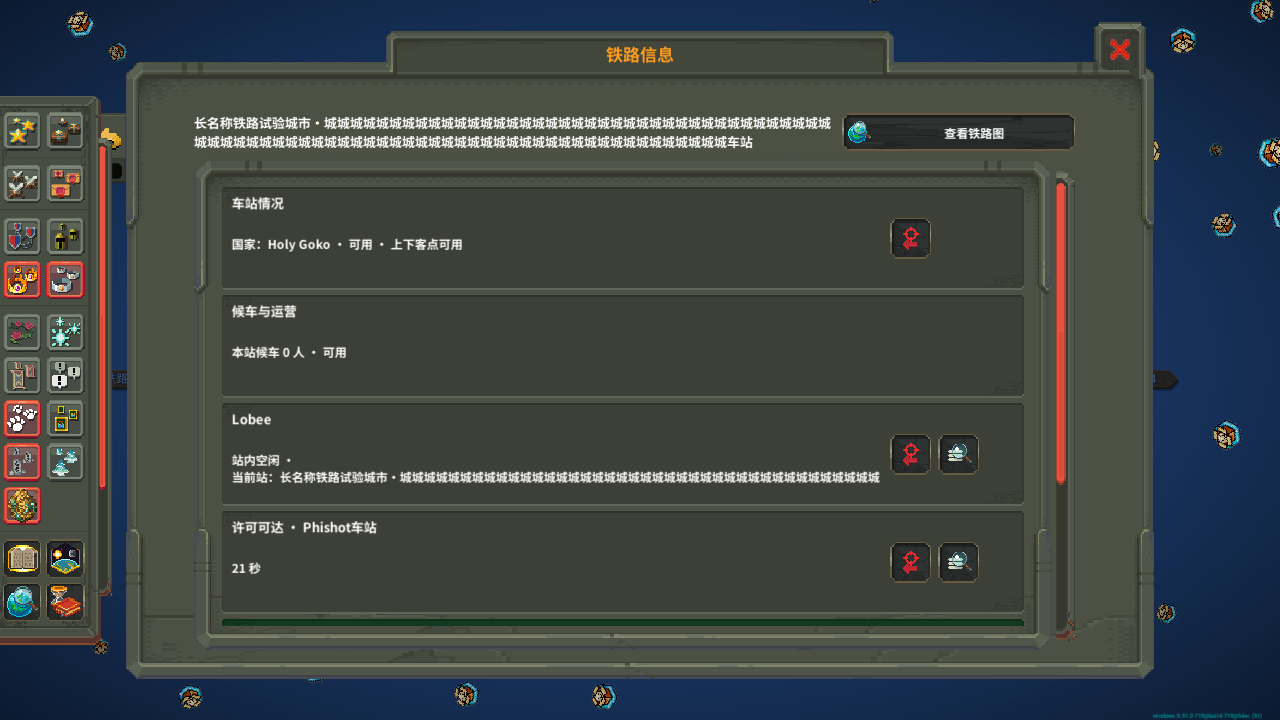 铁路信息
长名称铁路试验城市·城城城城城城城城城城城城城城城城城城城城城城城城城城城城城城城城城城城城城城城
城城城城城城城城城城城城城城城城城城城城城城城城城城城城城城城城城城城城城城城城城车站
查看铁路图
车站情况
国家：Holy Goko · 可用 · 上下客点可用
候车与运营
本站候车 0 人 · 可用
Lobee
站内空闲 ·
当前站：长名称铁路试验城市·城城城城城城城城城城城城城城城城城城城城城城城城城城城城城城城城城城城城城城城城
许可可达 · Phishot车站
21 秒